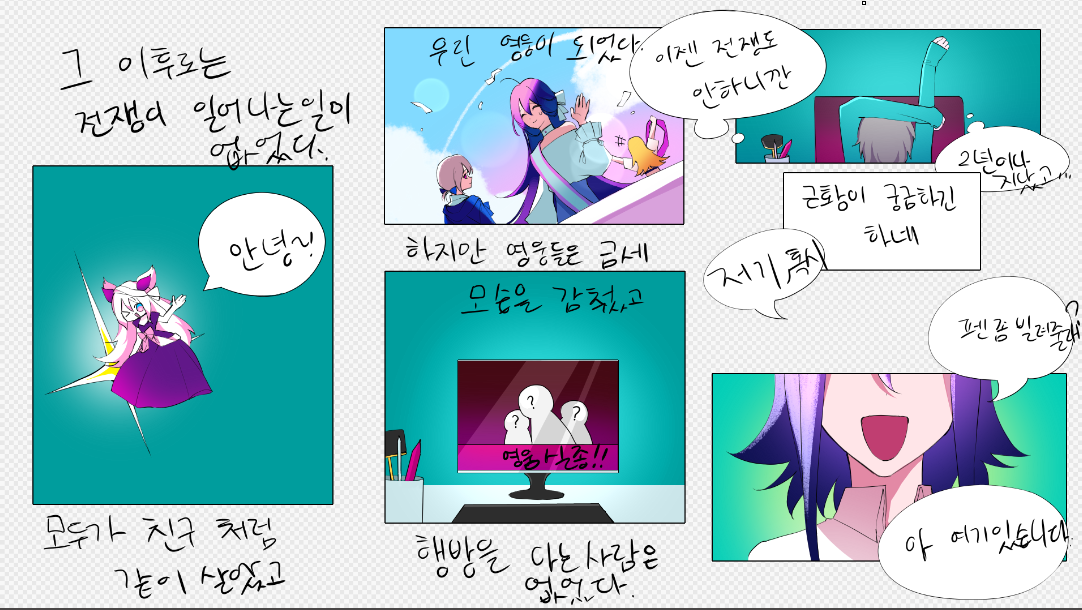 그 이후로는
전쟁이 일어나는일이
없었다.
안녕?!
모두가 친구 처럼
같이 살았고
우린 영웅이 되었다.
하지만 영웅들은 금세
모습을 감췄고
?
?
?
영웅 실종!!
행방을 아는사람은
없었다.
이젠 전쟁도
안하니깐
2년이나
지났고...
근황이 궁금하긴
하네
저기, 혹시
펜좀 빌려줄래?
아 여기있습니다.